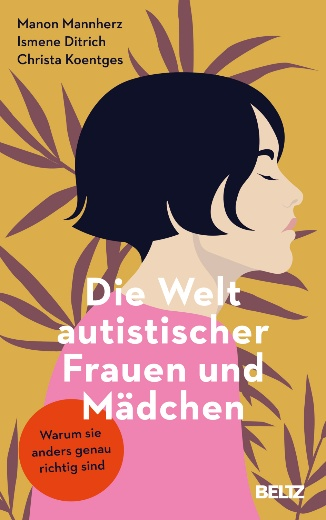 Manon Mannherz
Ismene Ditrich
Christa Koentges
Die Welt
autistischer
Frauen und
Mädchen
Warum sie
anders genau
richtig sind
BELTZ